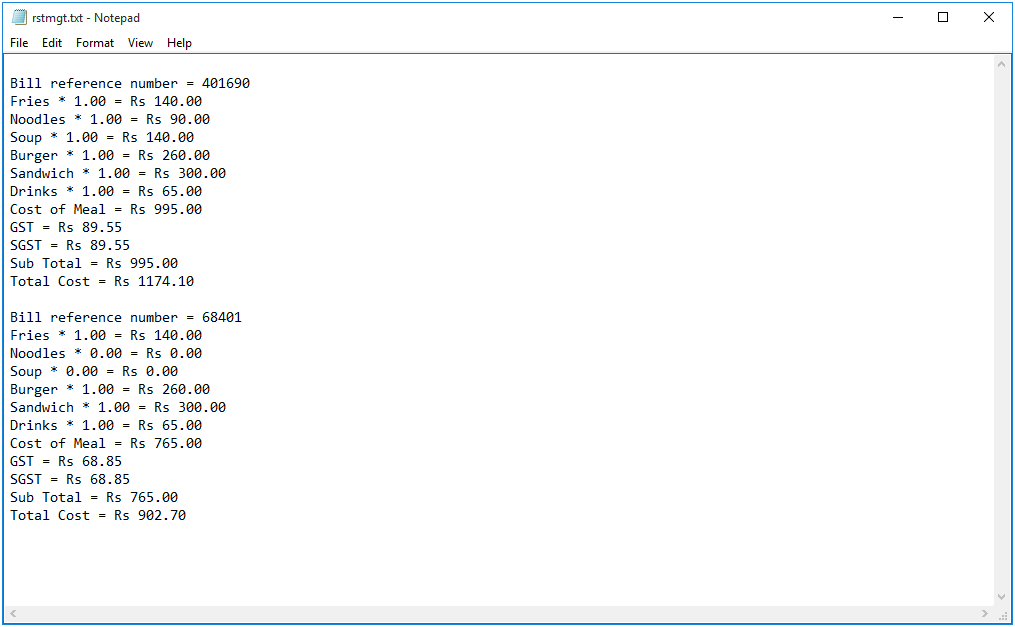 rstmgt.txt - Notepad
File Edit Format View Help
Bill reference number = 401690
Fries * 1.00 = Rs 140.00
Noodles * 1.00 = Rs 90.00
Soup * 1.00 = Rs 140.00
Burger * 1.00 = Rs 260.00
Sandwich * 1.00 = Rs 300.00
Drinks * 1.00 = Rs 65.00
Cost of Meal = Rs 995.00
GST = Rs 89.55
SGST = Rs 89.55
Sub Total = Rs 995.00
Total Cost = Rs 1174.10
Bill reference number = 68401
Fries * 1.00 = Rs 140.00
Noodles * 0.00 = Rs 0.00
Soup * 0.00 = Rs 0.00
Burger * 1.00 = Rs 260.00
Sandwich * 1.00 = Rs 300.00
Drinks * 1.00 = Rs 65.00
Cost of Meal = Rs 765.00
GST = Rs 68.85
SGST = Rs 68.85
Sub Total = Rs 765.00
Total Cost = Rs 902.70